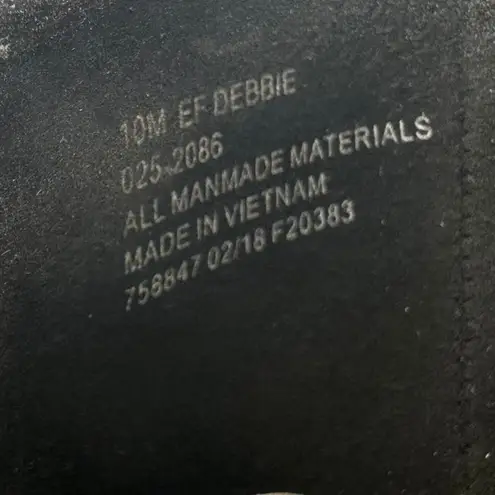 10M EF DEBBIE
025-2086
ALL MANMADE MATERIALS
MADE IN VIETNAM
758847 02/18 F20383